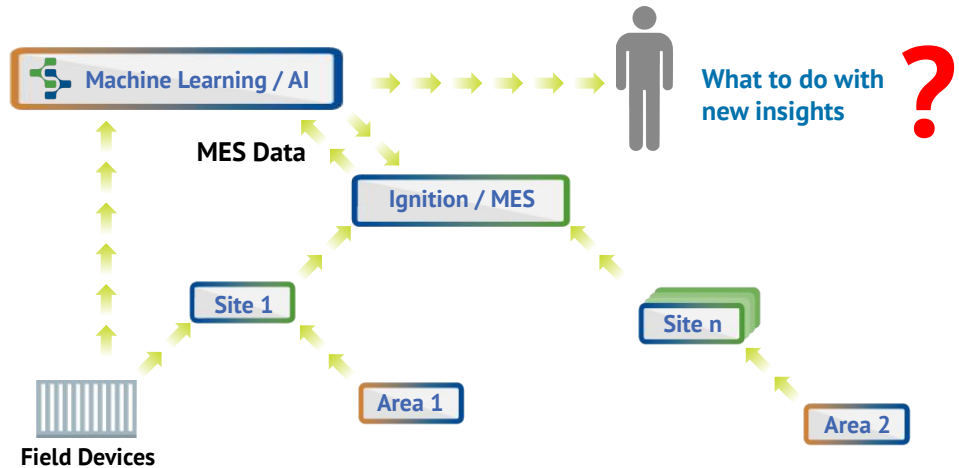 Machine Learning / AI
What to do with
new insights
?
MES Data
Ignition / MES
Site 1
Site n
Area 1
Area 2
Field Devices